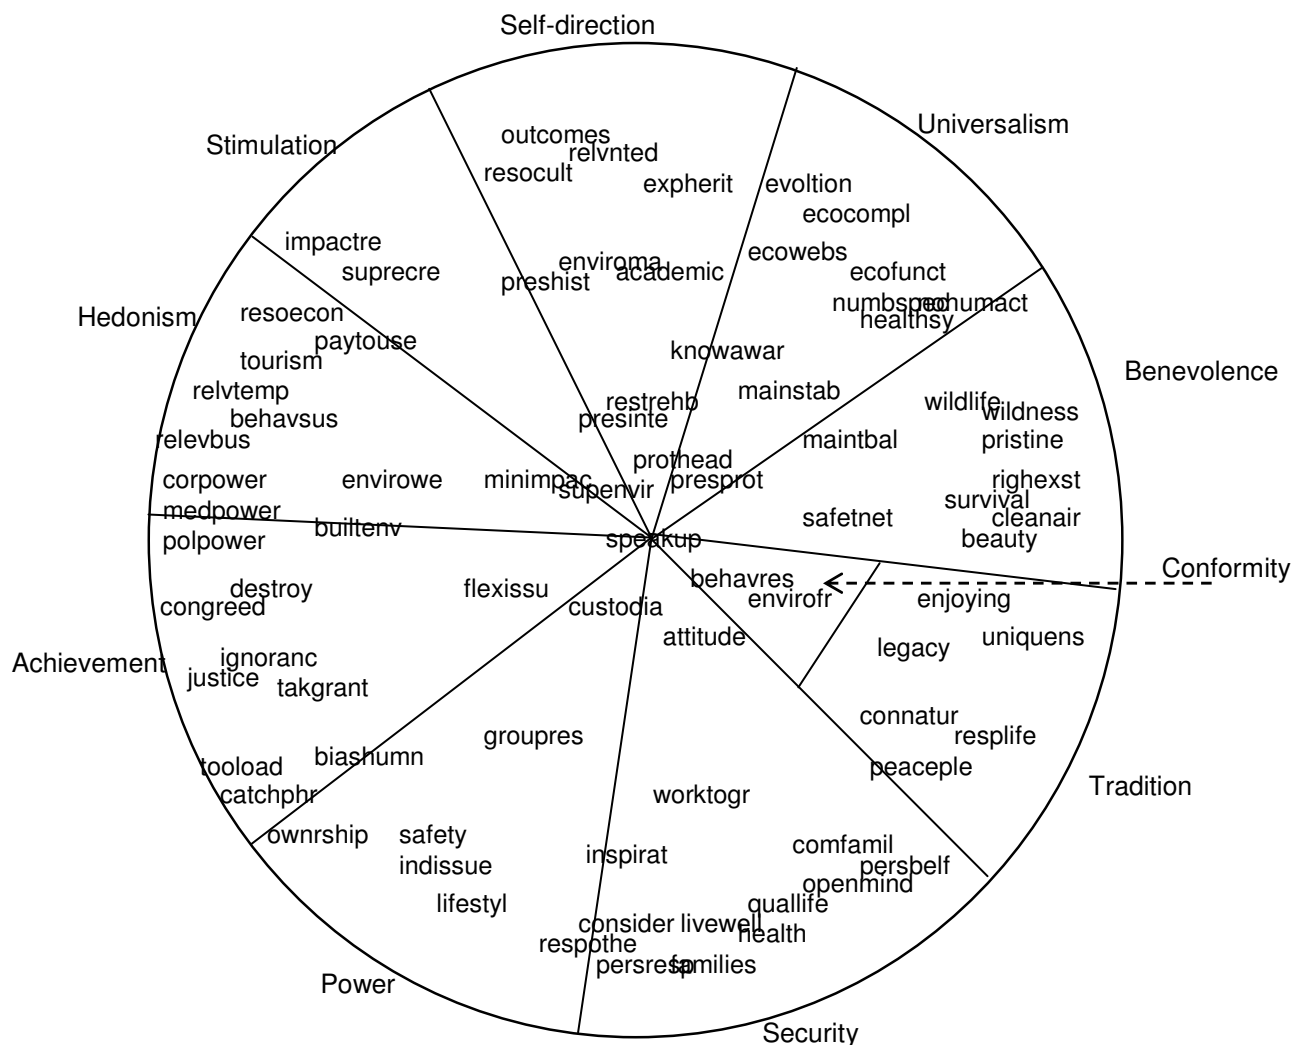 Self-direction
Universalism
Stimulation
outcomes
relvnted
resocult
expherit
evoltion
ecocompl
impactre
suprecre
enviroma
academic
preshist
ecowebs
ecofunct
numbsped
nohumact
healthsy
Hedonism
resoecon
paytouse
tourism
knowawar
Benevolence
relvtemp
behavsus
restrehb
presinte
mainstab
wildlife
wildness
relevbus
maintbal
pristine
prothead
corpower
envirowe
minimpac
supenvir
presprot
righexst
survival
medpower
builtenv
safetnet
cleanair
polpower
speakup
beauty
Conformity
destroy
flexissu
behavres
congreed
custodia
envirofr
enjoying
attitude
legacy
uniquens
Achievement
ignoranc
justice
takgrant
connatur
groupres
resplife
tooload
biashumn
peaceple
catchphr
worktogr
Tradition
ownrship
safety
comfamil
indissue
inspirat
persbelf
openmind
lifestyl
quallife
consider
livewell
health
respothe
persresp
families
Power
Security